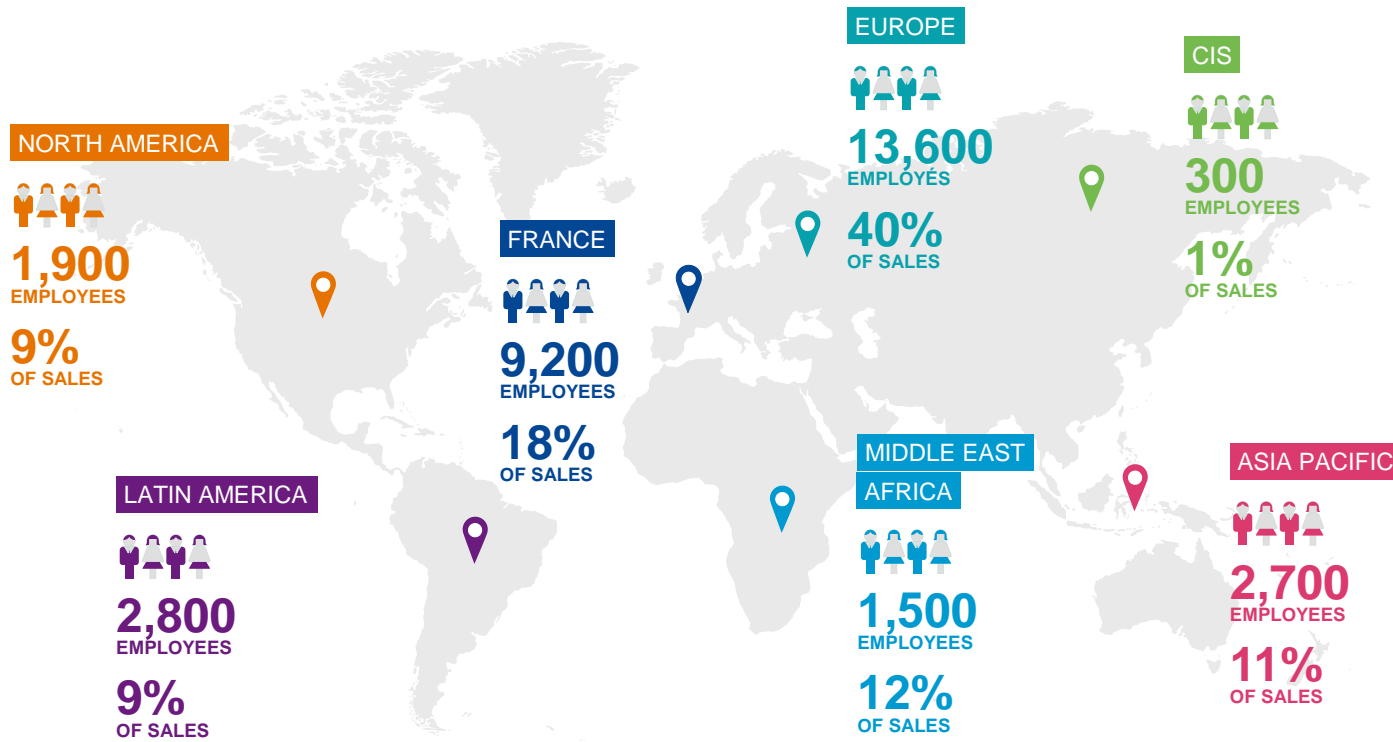 NORTH AMERICA
1,900
EMPLOYEES
9%
OF SALES
LATIN AMERICA
2,800
EMPLOYEES
9%
OF SALES
FRANCE
9,200
EMPLOYEES
18%
OF SALES
EUROPE
13,600
EMPLOYÉS
40%
OF SALES
MIDDLE EAST
AFRICA
1,500
EMPLOYEES
12%
OF SALES
CIS
300
EMPLOYEES
1%
OF SALES
ASIA PACIFIC
2,700
EMPLOYEES
11%
OF SALES